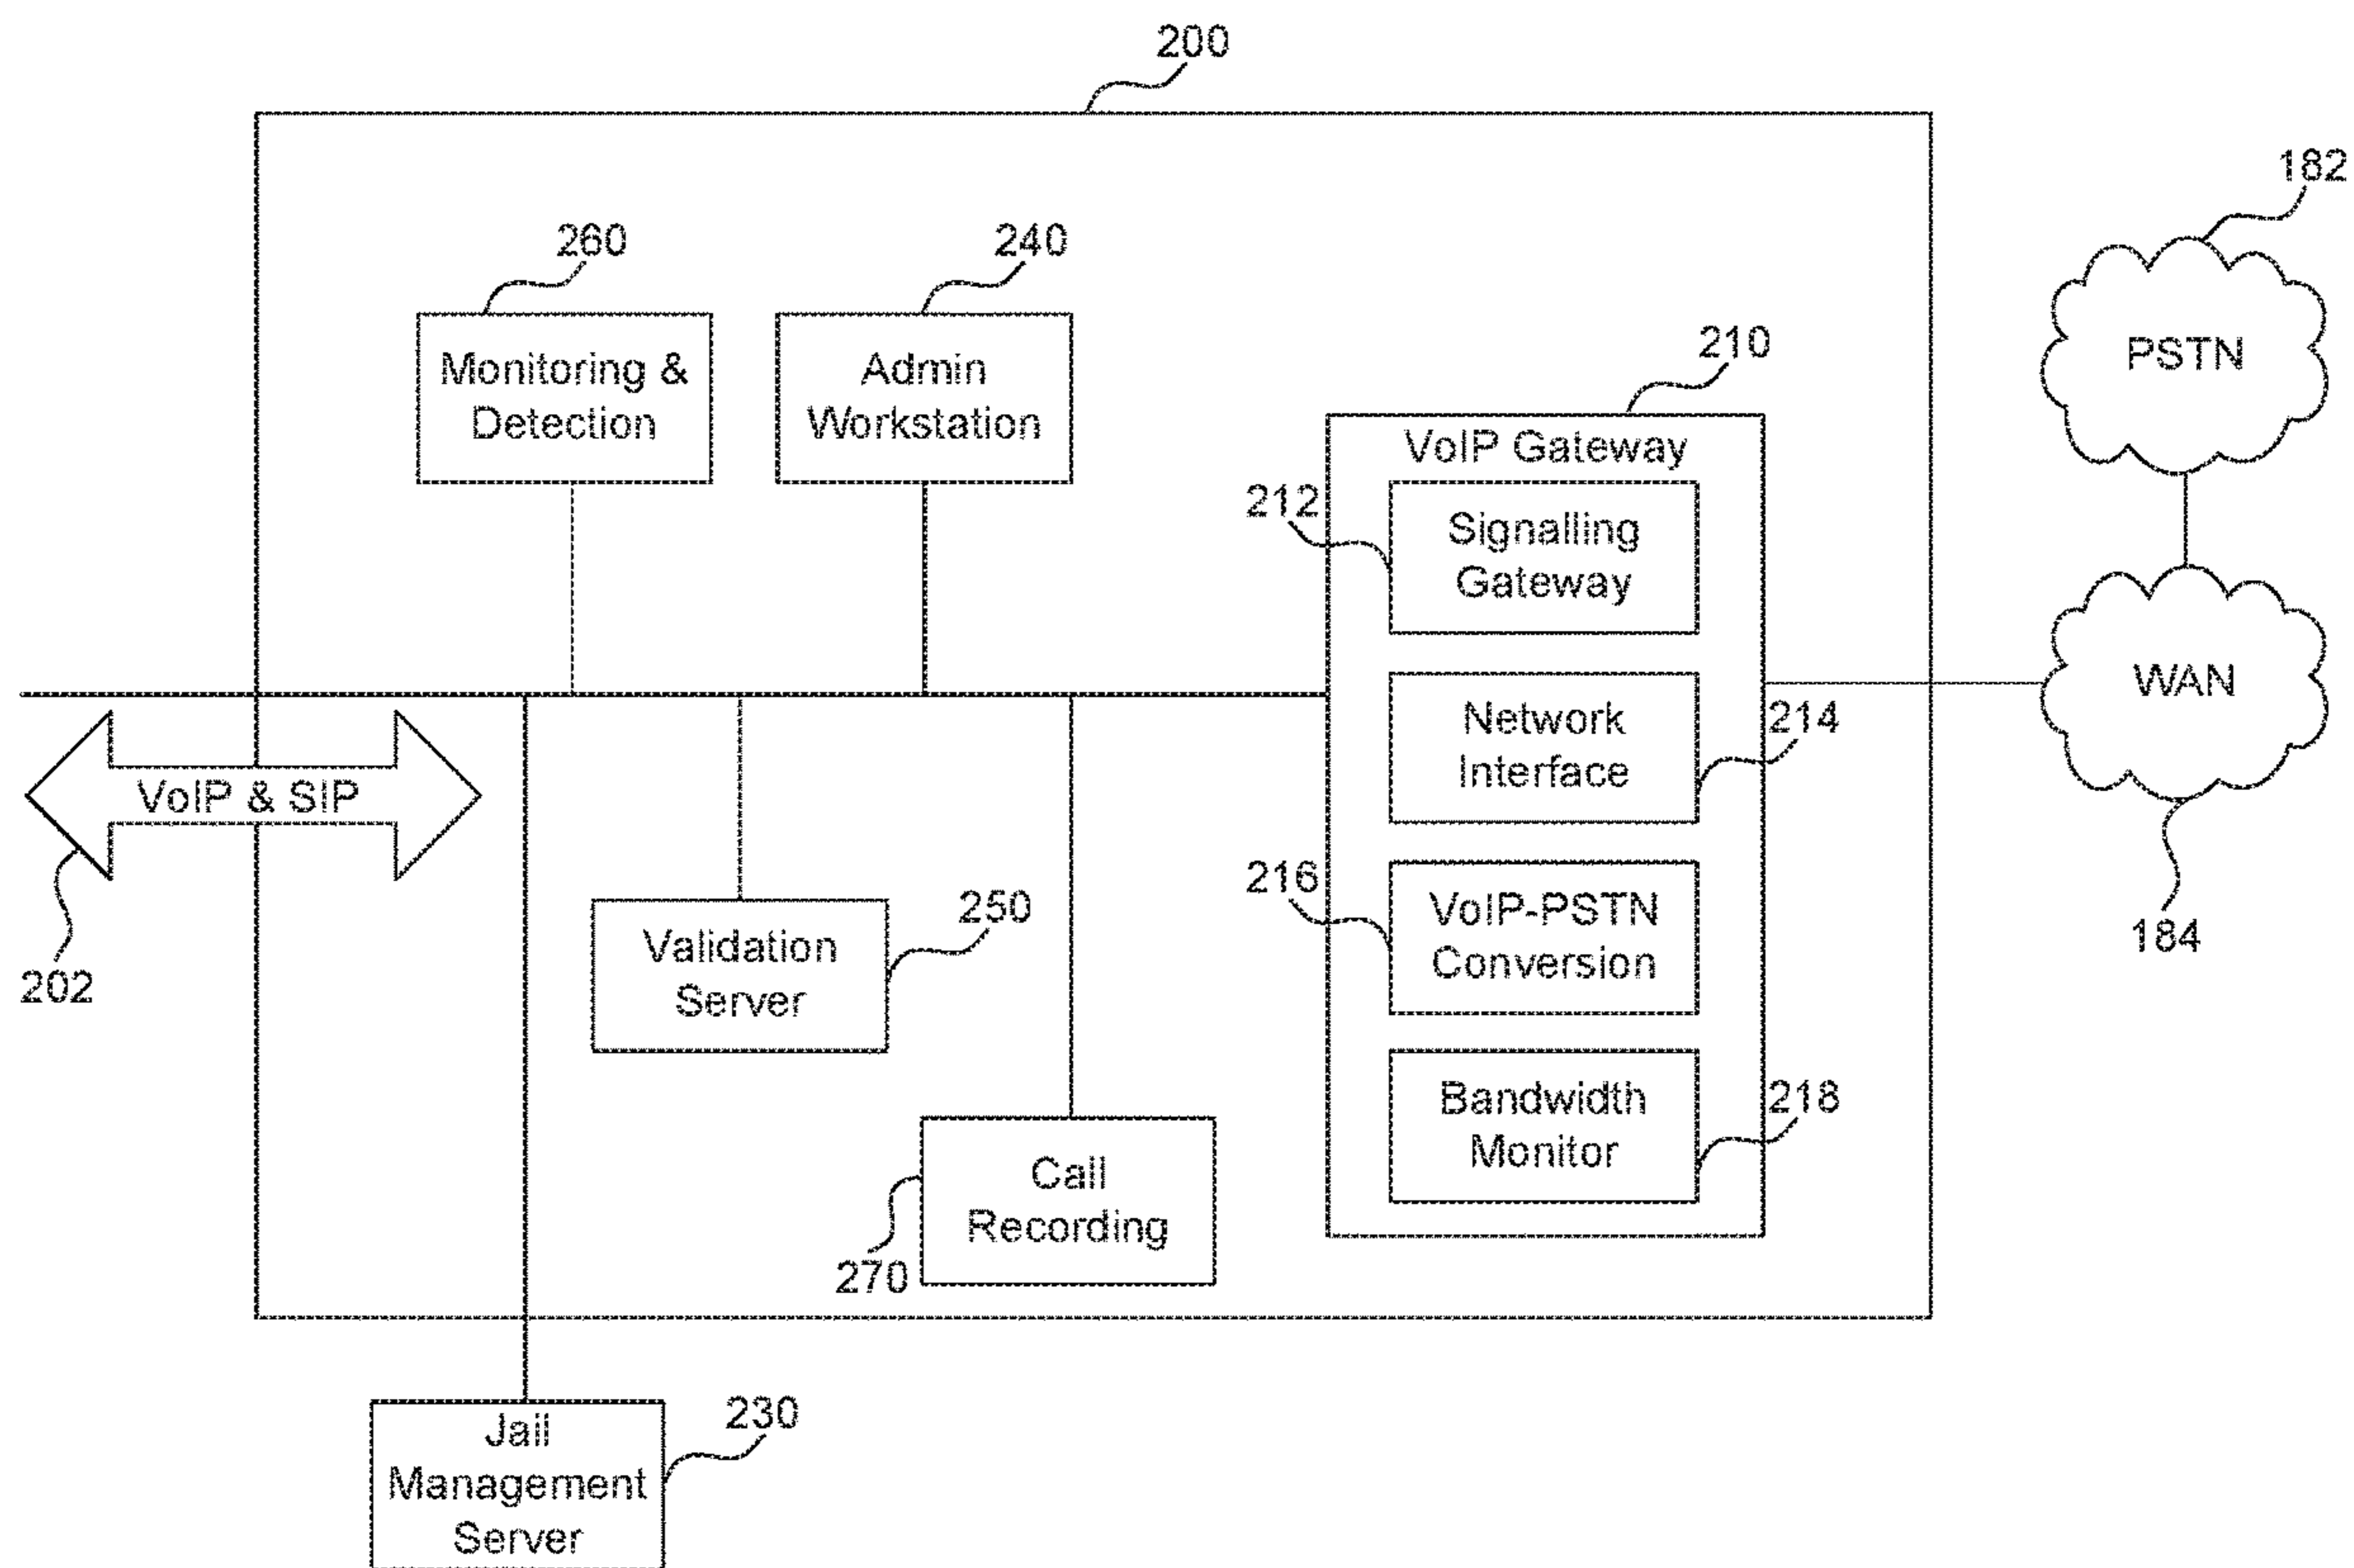 200
182
260
240
Monitoring &
Detection
Admin
Workstation
210
PSTN
VoIP Gateway
212
Signalling
Gateway
WAN
Network
Interface
214
VoIP & SIP
202
184
Validation
Server
250
216
VoIP-PSTN
Conversion
Bandwidth
Monitor
218
Call
Recording
270
Jail
Management
Server
230